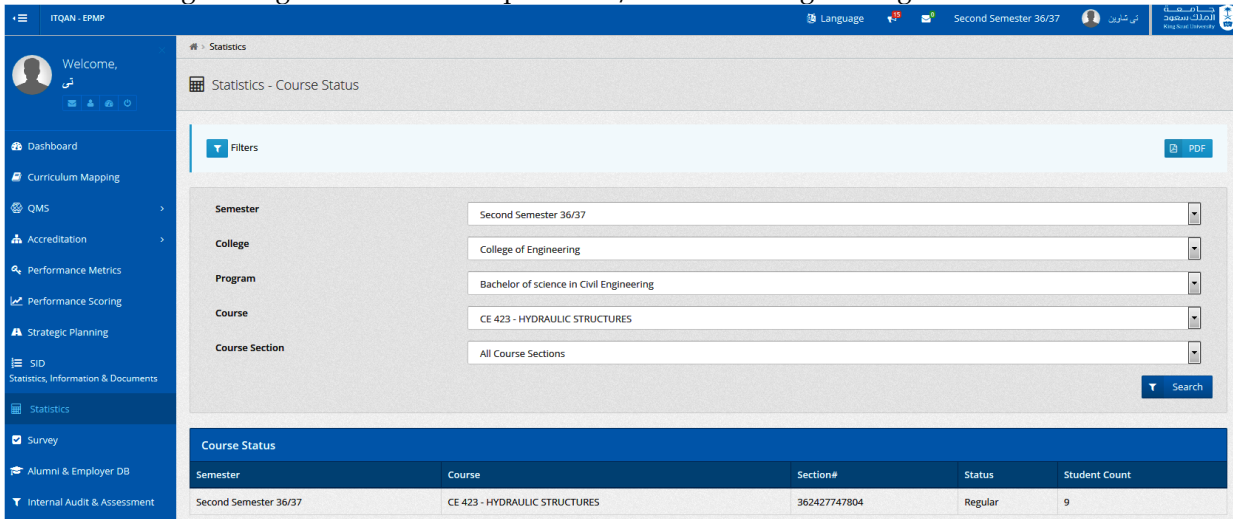 ITQAN - EPMP
Language
15
0
Second Semester 36/37
تي شاوين
جــامــعــة
الملك سعود
King Saud University
Welcome,
تي
Dashboard
Curriculum Mapping
QMS
Accreditation
Performance Metrics
Performance Scoring
Strategic Planning
SID
Statistics, Information & Documents
Statistics
Survey
Alumni & Employer DB
Internal Audit & Assessment
> Statistics
Statistics - Course Status
Filters
PDF
Semester Second Semester 36/37
College College of Engineering
Program Bachelor of science in Civil Engineering
Course CE 423 - HYDRAULIC STRUCTURES
Course Section All Course Sections
Search
Course Status
Semester Course Section# Status Student Count
Second Semester 36/37 CE 423 - HYDRAULIC STRUCTURES 362427747804 Regular 9